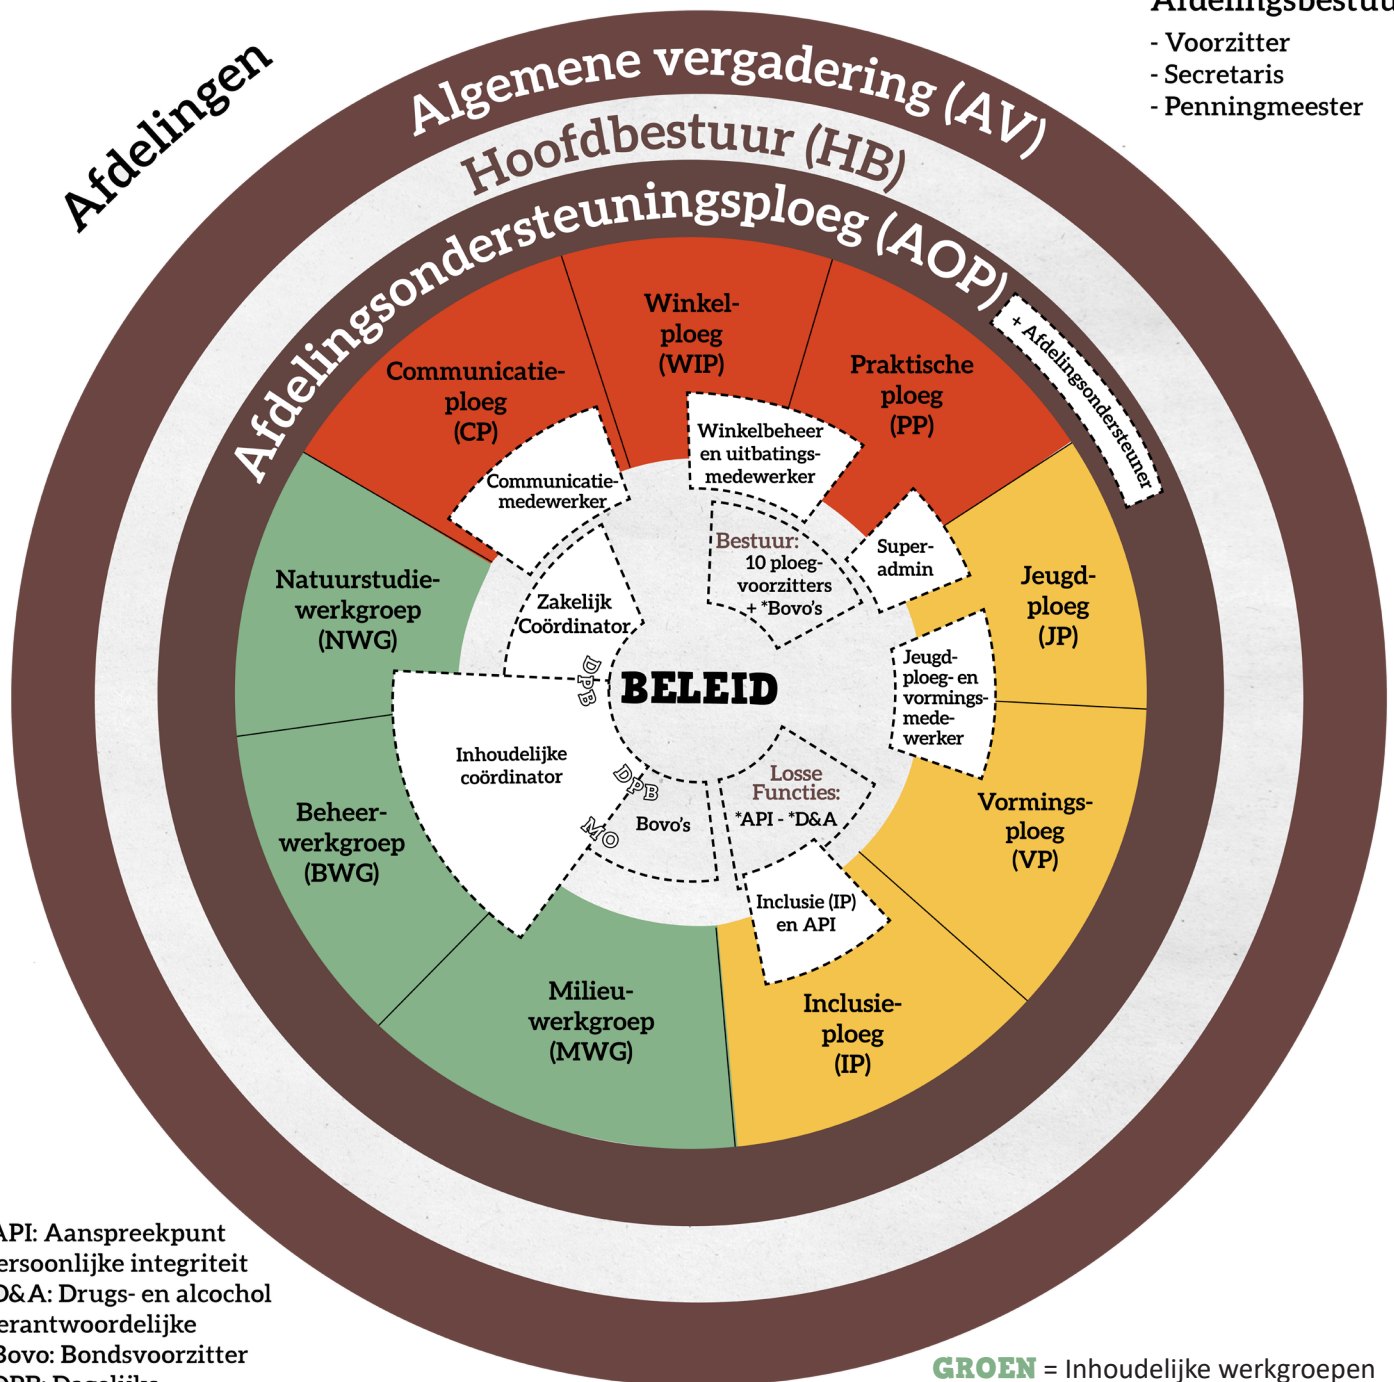 Afdelingsbestuu
- Voorzitter
- Secretaris
- Penningmeester
Afdelingen
Algemene vergadering (AV)
Hoofdbestuur (HB)
Afdelingsondersteuningsploeg (AOP)
+ Afdelingsondersteuner
Winkel-
ploeg
(WIP)
Communicatie-
ploeg
(CP)
Praktische
ploeg
(PP)
Winkelbeheer
en uitbatings-
medewerker
Communicatie-
medewerker
Bestuur:
10 ploeg-
voorzitters
+ *Bovo's
Super-
admin
Jeugd-
ploeg
(JP)
Natuurstudie-
werkgroep
(NWG)
Zakelijk
Coördinator
DPB
BELEID
Jeugd-
ploeg- en
vormings-
mede-
werker
Inhoudelijke
coördinator
DPB
MO
Bovo's
Losse
Functies:
*API - *D&A
Vormings-
ploeg
(VP)
Beheer-
werkgroep
(BWG)
Inclusie (IP)
en API
Milieu-
werkgroep
(MWG)
Inclusie-
ploeg
(IP)
API: Aanspreekpunt
ersoonlijke integriteit
D&A: Drugs- en alcochol
erantwoordelijke
Bovo: Bondsvoorzitter
GROEN = Inhoudelijke werkgroepen